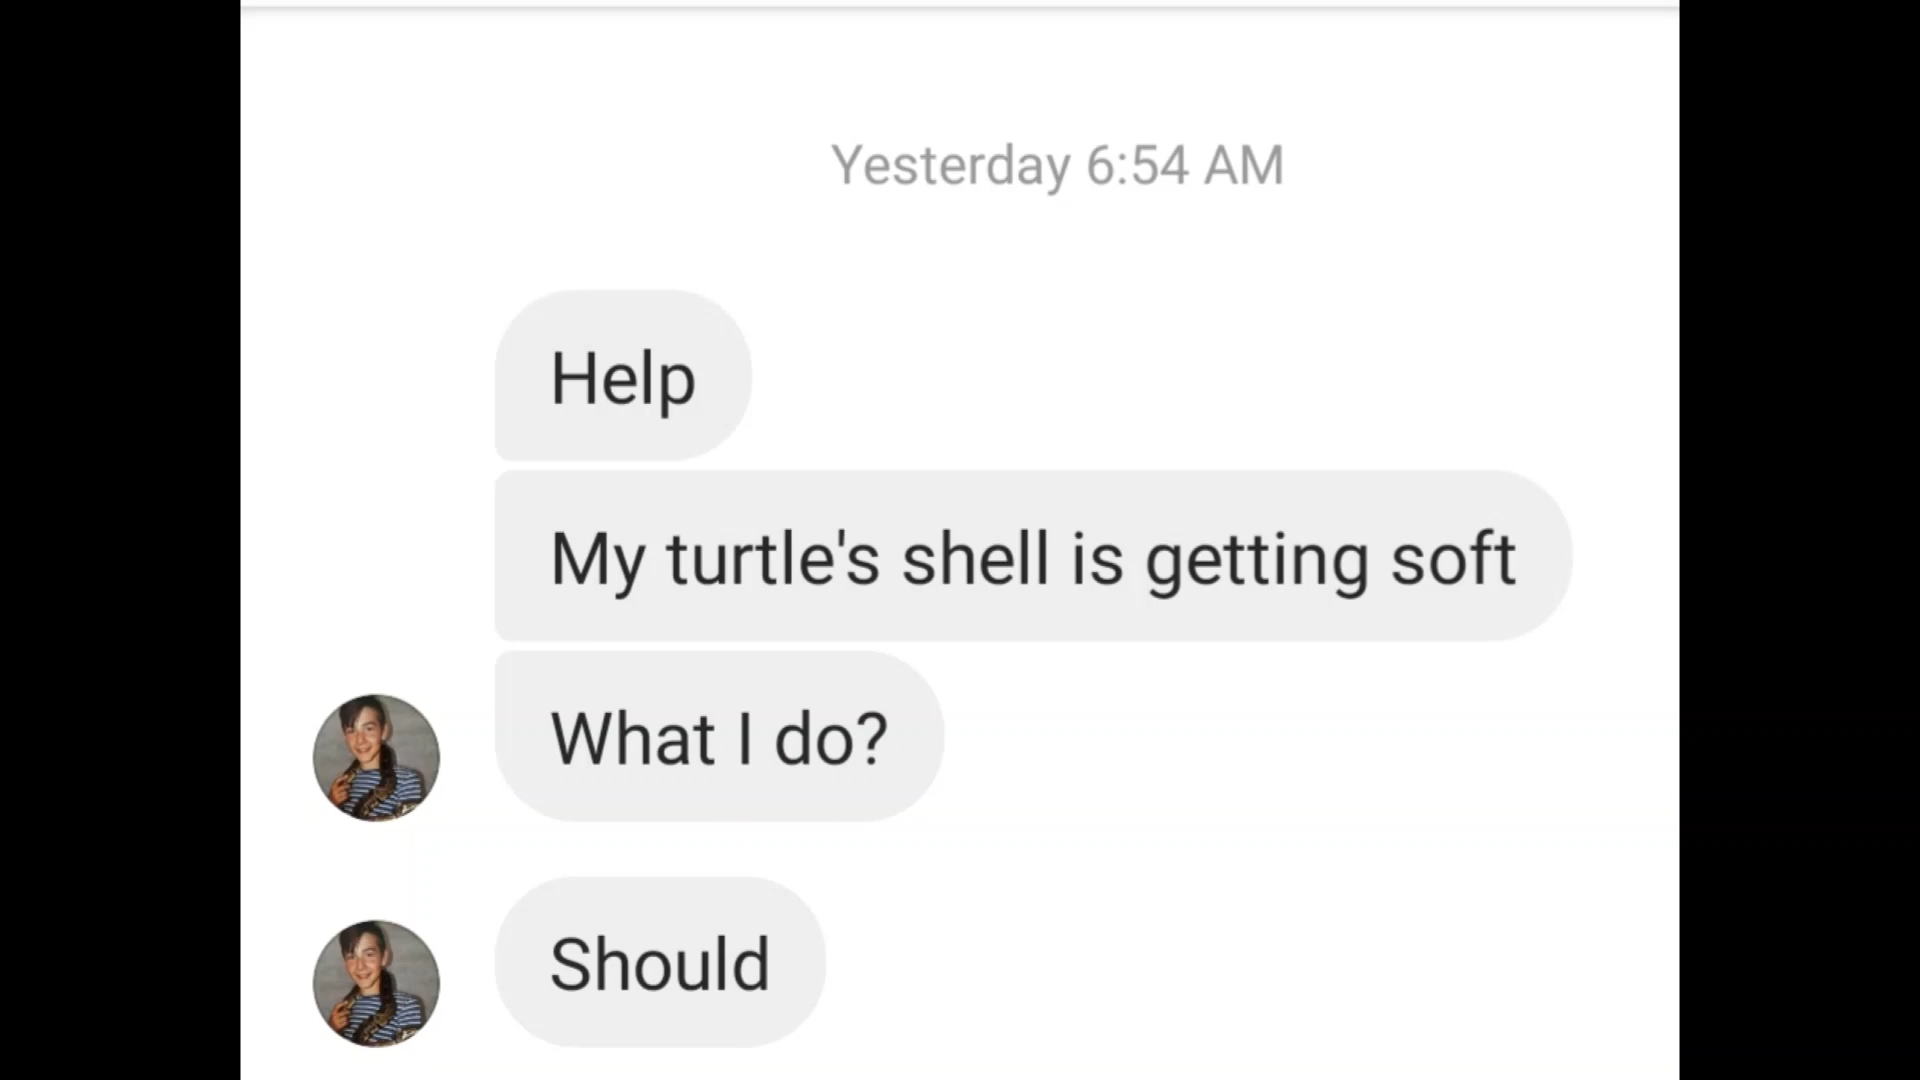 Yesterday 6:54 AM
Help
My turtle's shell is getting soft
What I do?
Should